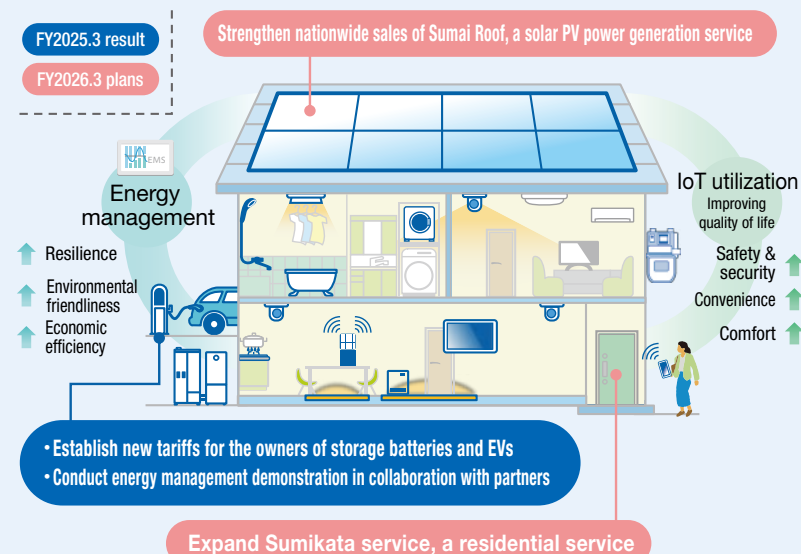 FY2025.3 result
FY2026.3 plans
Strengthen nationwide sales of Sumai Roof, a solar PV power generation service
EMS
Energy
management
Resilience
Environmental
friendliness
Economic
efficiency
IoT utilization
Improving
quality of life
Safety &
security
Convenience
Comfort
• Establish new tariffs for the owners of storage batteries and EVs
• Conduct energy management demonstration in collaboration with partners
Expand Sumikata service, a residential service